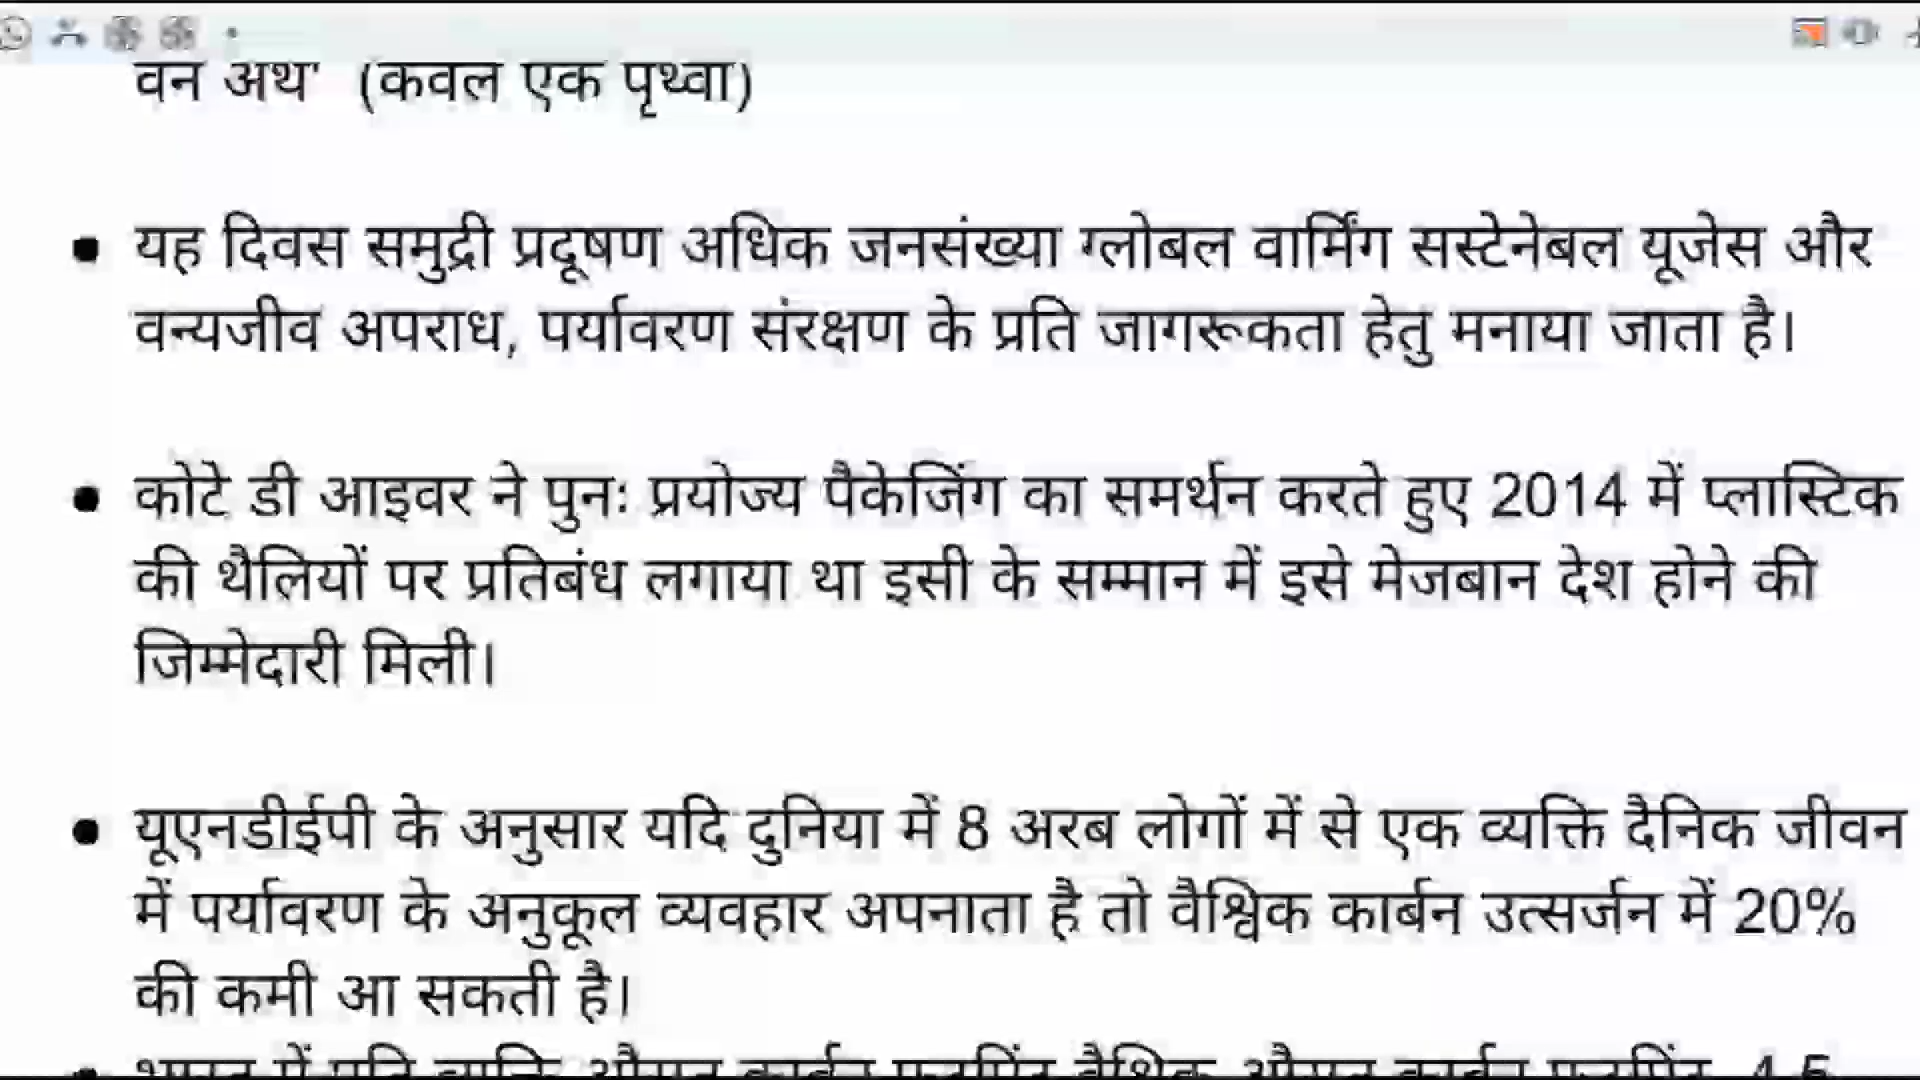 वन अर्थ' (केवल एक पृथ्वी)
• यह दिवस समुद्री प्रदूषण अधिक जनसंख्या ग्लोबल वार्मिंग सस्टेनेबल यूजेस और
वन्यजीव अपराध, पर्यावरण संरक्षण के प्रति जागरूकता हेतु मनाया जाता है।
• कोटे डी आइवर ने पुनः प्रयोज्य पैकेजिंग का समर्थन करते हुए 2014 में प्लास्टिक
की थैलियों पर प्रतिबंध लगाया था इसी के सम्मान में इसे मेजबान देश होने की
जिम्मेदारी मिली।
• यूएनडीईपी के अनुसार यदि दुनिया में 8 अरब लोगों में से एक व्यक्ति दैनिक जीवन
में पर्यावरण के अनुकूल व्यवहार अपनाता है तो वैश्विक कार्बन उत्सर्जन में 20%
की कमी आ सकती है।